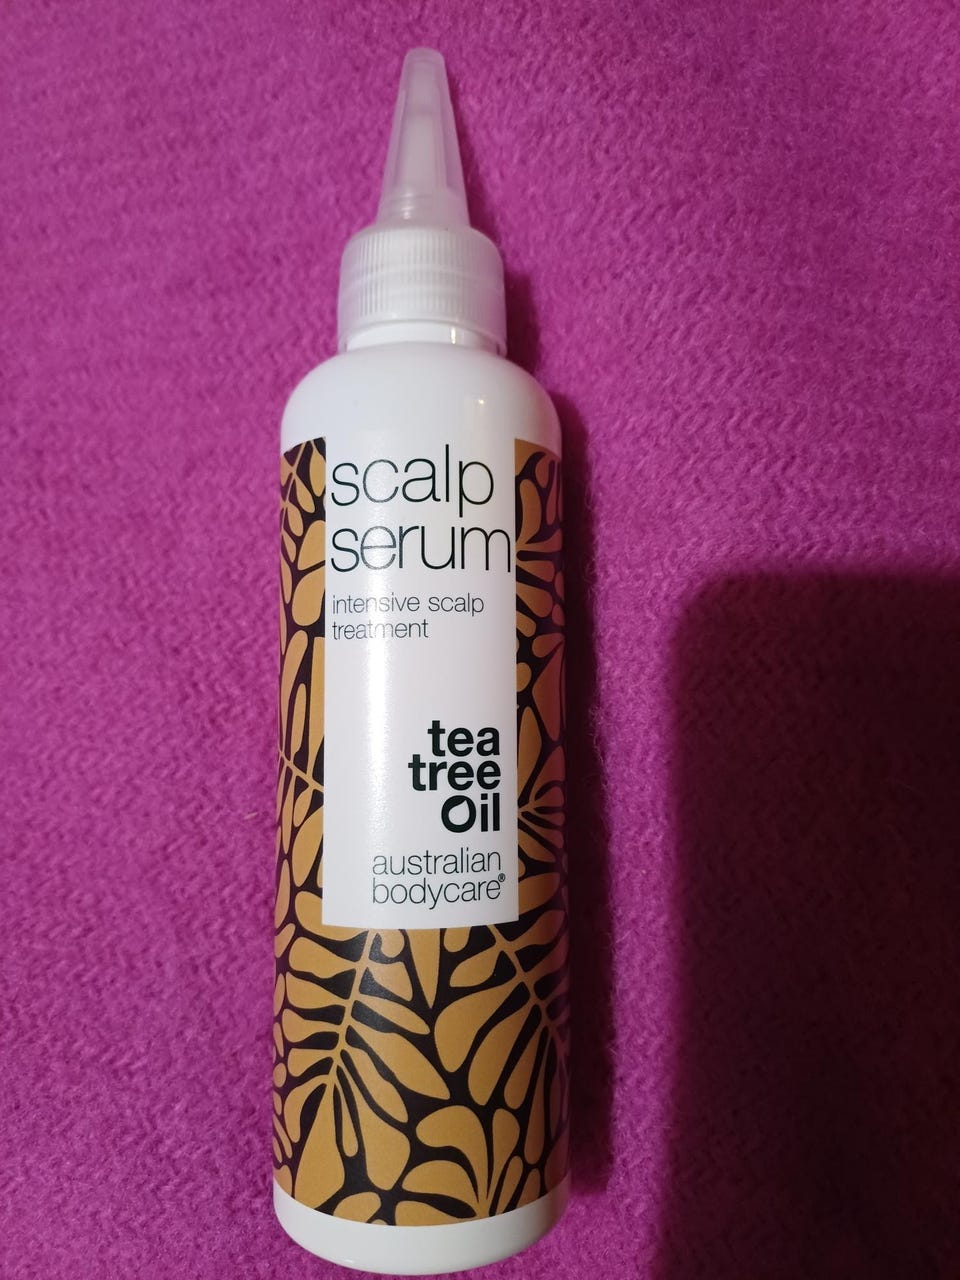 scalp
serum
intensive scalp
treatment
tea
tree
oil
australian
bodycare®